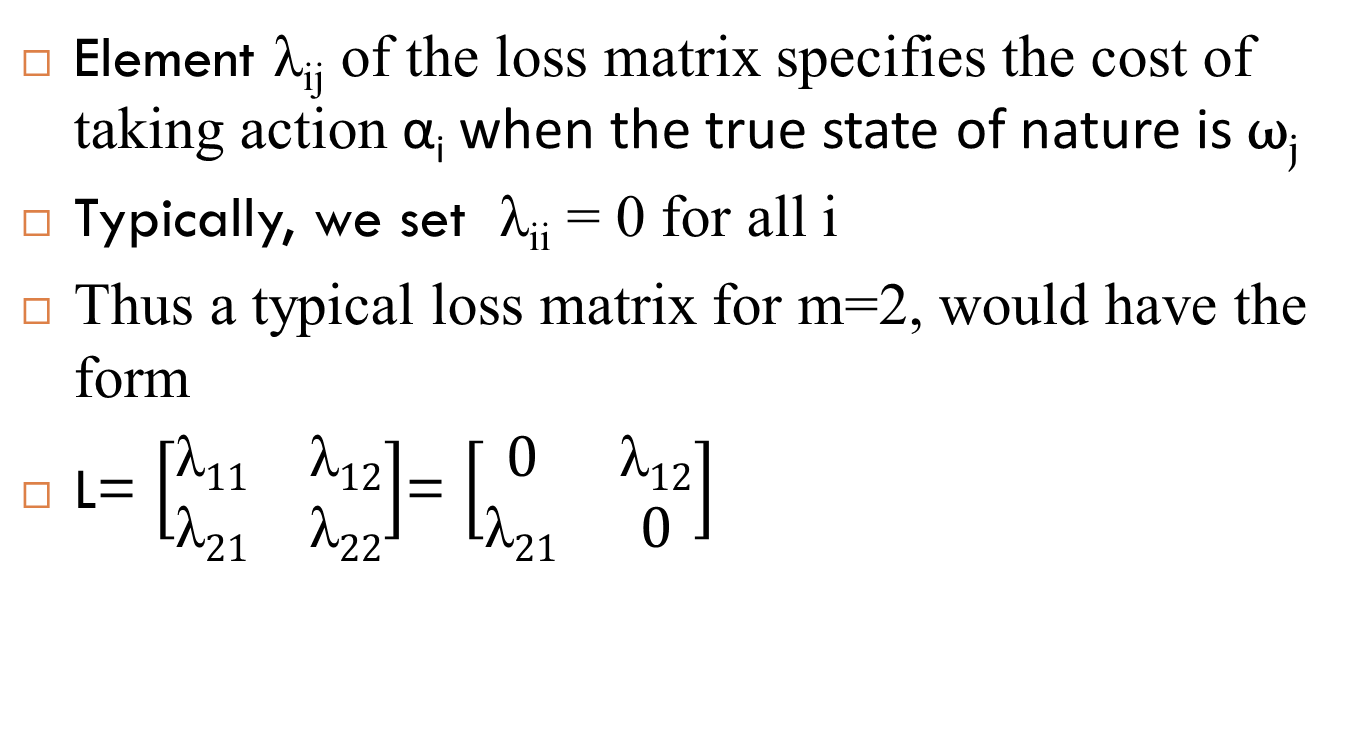 □ Element λij of the loss matrix specifies the cost of
taking action αi when the true state of nature is ωj
□ Typically, we set λii = 0 for all i
□ Thus a typical loss matrix for m=2, would have the
form
□ L= [λ11 λ12
λ21 λ22] = [0 λ12
λ21 0]